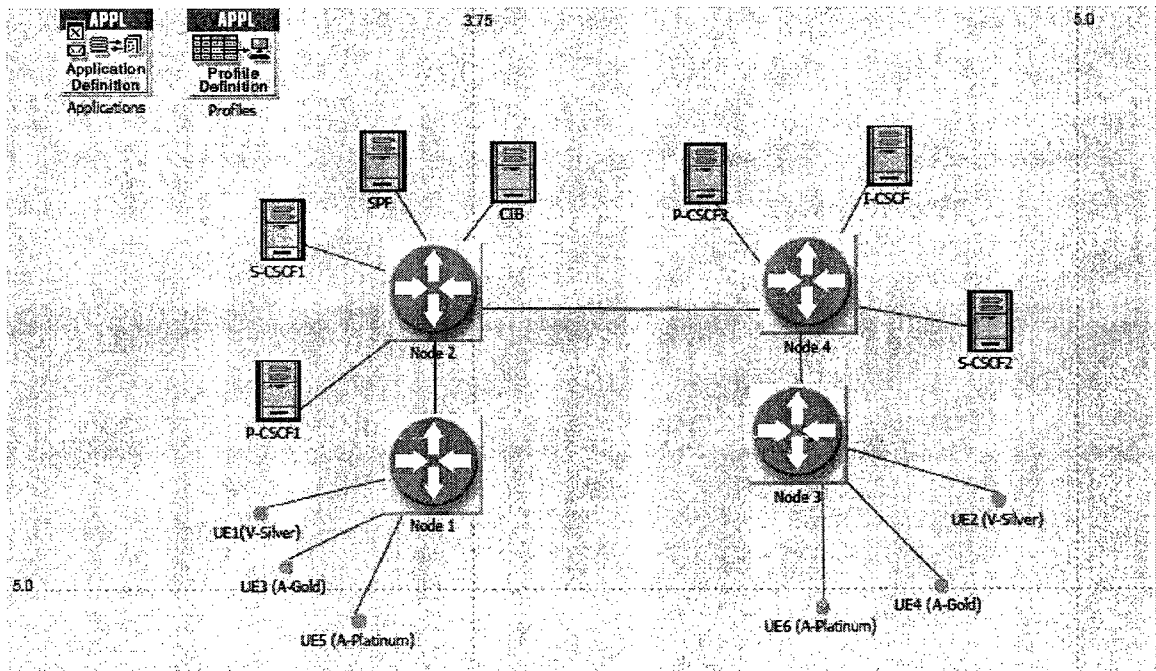 APPL
Application
Definition
Applications
APPL
Profile
Definition
Profiles
3.75
5.0
SPF
CIB
P-CSCF2
I-CSCF
S-CSCF1
Node 2
Node 4
S-CSCF2
P-CSCF1
Node 1
Node 3
UE1(V-Silver)
UE2 (V-Silver)
UE3 (A-Gold)
UE4 (A-Gold)
5.0
UE5 (A-Platinum)
UE6 (A-Platinum)